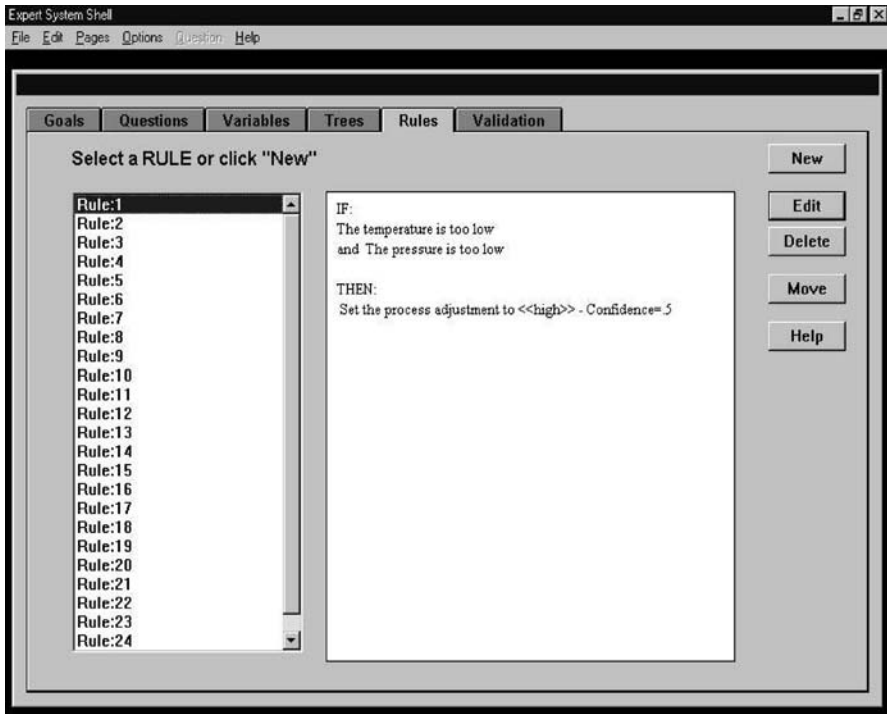 Expert System Shell
File Edit Pages Options Question Help
Goals Questions Variables Trees Rules Validation
Select a RULE or click "New"
New
Edit
Delete
Move
Help
Rule:1
Rule:2
Rule:3
Rule:4
Rule:5
Rule:6
Rule:7
Rule:8
Rule:9
Rule:10
Rule:11
Rule:12
Rule:13
Rule:14
Rule:15
Rule:16
Rule:17
Rule:18
Rule:19
Rule:20
Rule:21
Rule:22
Rule:23
Rule:24
IF:
The temperature is too low
and The pressure is too low
THEN:
Set the process adjustment to <<high>> - Confidence=.5